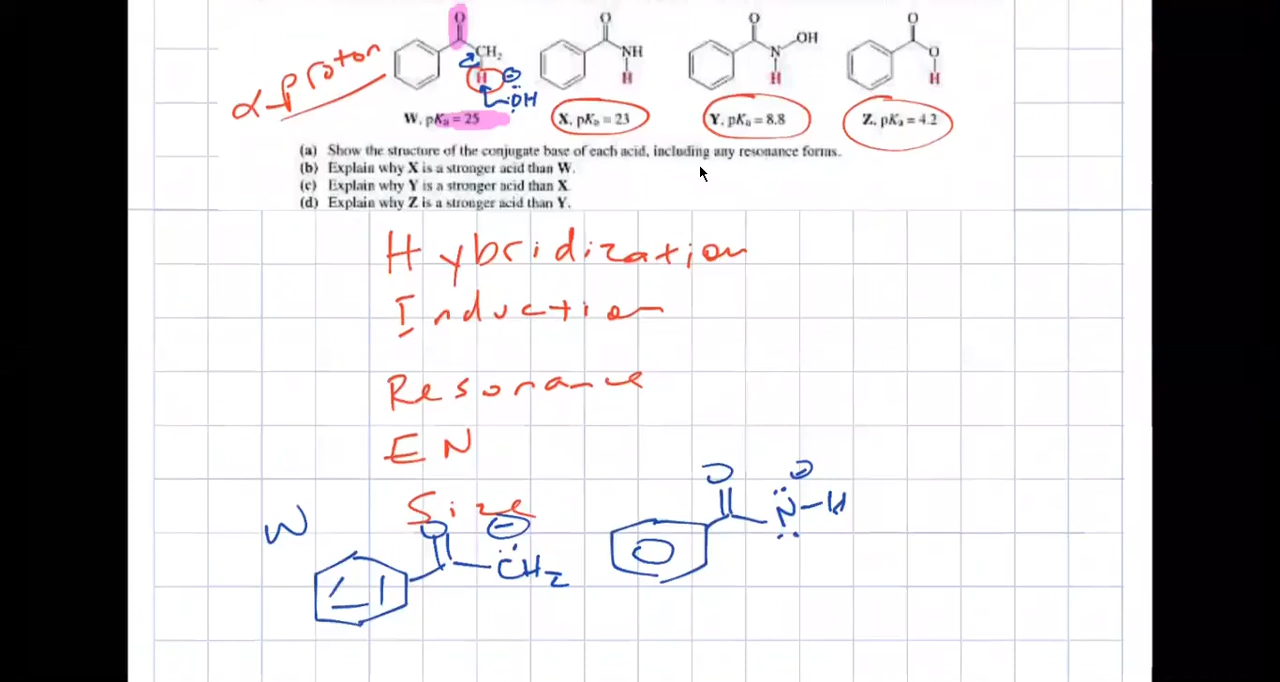 O O O O
CH₂ NH N OH O
H ⊖ H H H
:ÖH
α-proton
W. pKa = 25 X. pKa = 23 Y. pKa = 8.8 Z. pKa = 4.2
(a) Show the structure of the conjugate base of each acid, including any resonance forms.
(b) Explain why X is a stronger acid than W.
(c) Explain why Y is a stronger acid than X.
(d) Explain why Z is a stronger acid than Y.
Hybridization
Induction
Resonance
EN
Size
W O ⊖ CH₂
O ⊖ N-H